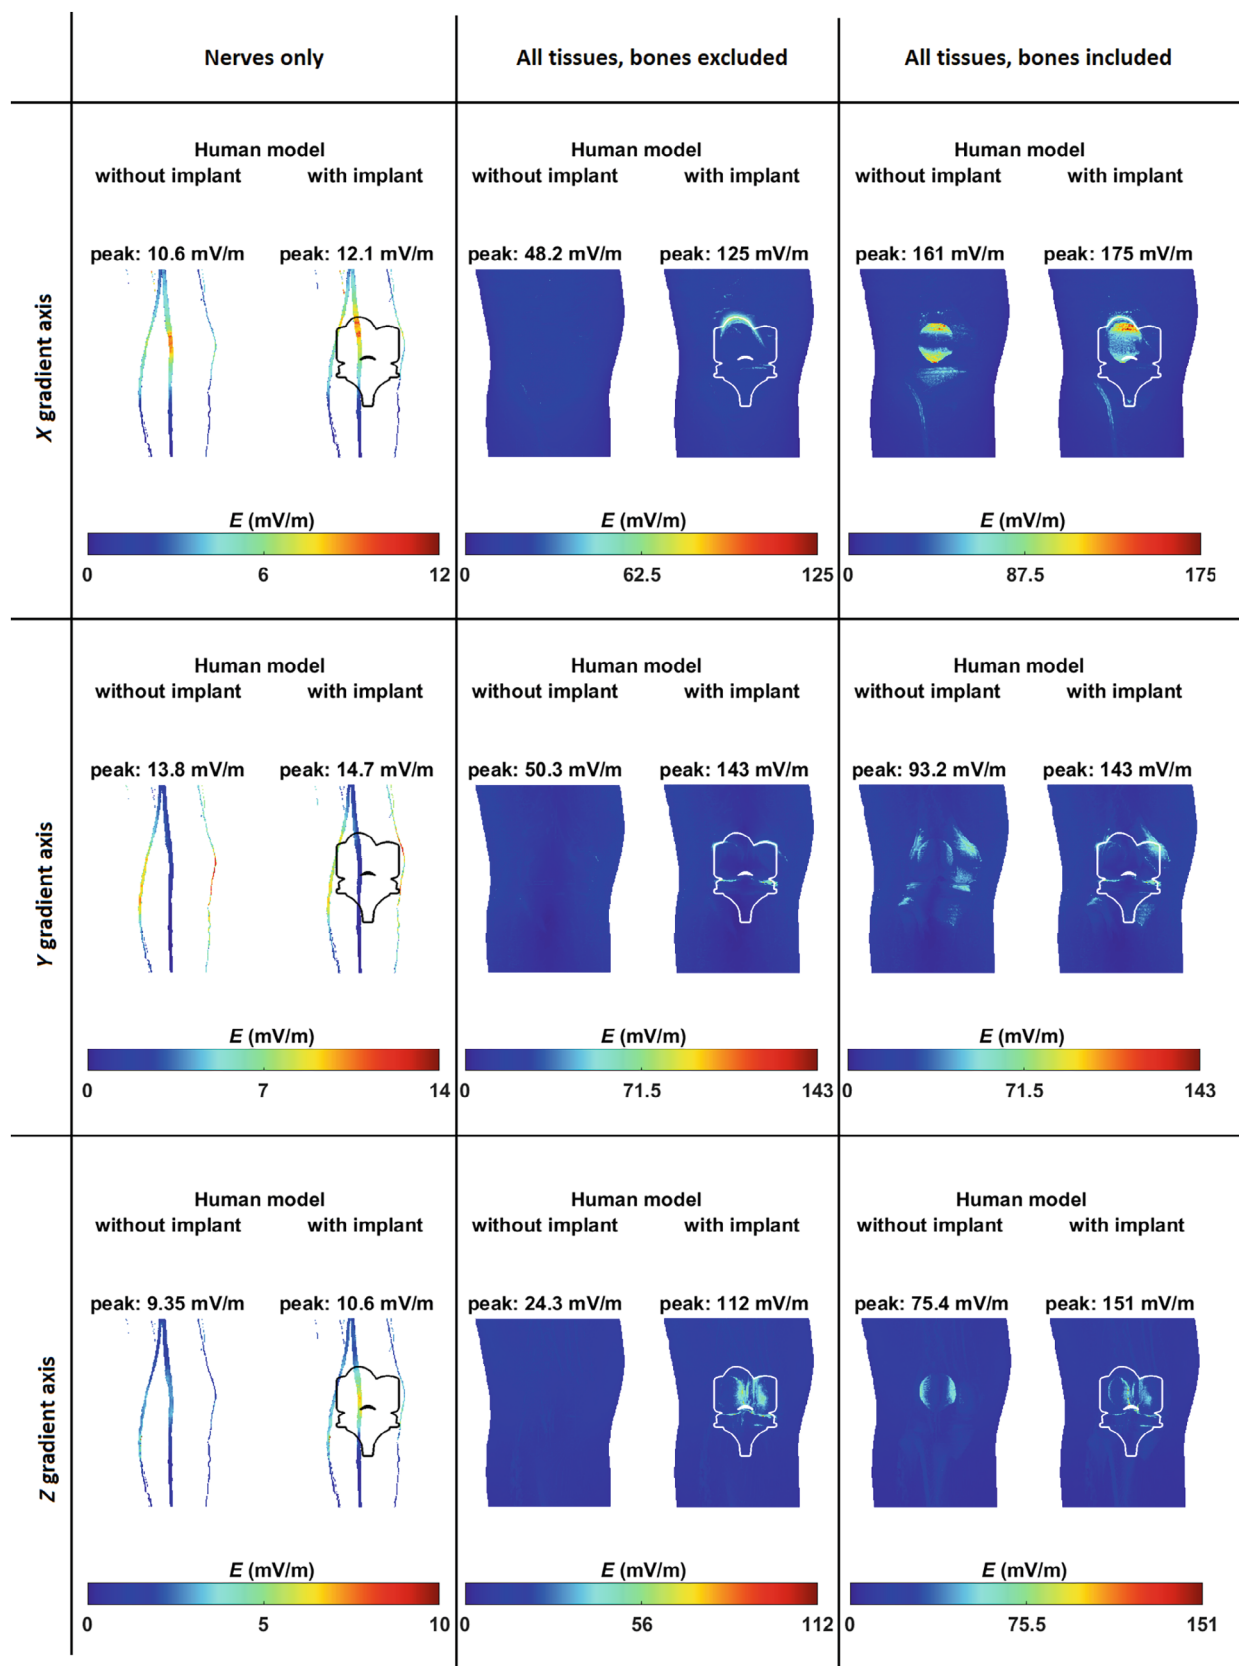 Nerves only
All tissues, bones excluded
All tissues, bones included
X gradient axis
Human model
without implant with implant
peak: 10.6 mV/m peak: 12.1 mV/m
E (mV/m)
0 6 12
Human model
without implant with implant
peak: 48.2 mV/m peak: 125 mV/m
E (mV/m)
0 62.5 125
Human model
without implant with implant
peak: 161 mV/m peak: 175 mV/m
E (mV/m)
0 87.5 175
Y gradient axis
Human model
without implant with implant
peak: 13.8 mV/m peak: 14.7 mV/m
E (mV/m)
0 7 14
Human model
without implant with implant
peak: 50.3 mV/m peak: 143 mV/m
E (mV/m)
0 71.5 143
Human model
without implant with implant
peak: 93.2 mV/m peak: 143 mV/m
E (mV/m)
0 71.5 143
Z gradient axis
Human model
without implant with implant
peak: 9.35 mV/m peak: 10.6 mV/m
E (mV/m)
0 5 10
Human model
without implant with implant
peak: 24.3 mV/m peak: 112 mV/m
E (mV/m)
0 56 112
Human model
without implant with implant
peak: 75.4 mV/m peak: 151 mV/m
E (mV/m)
0 75.5 151